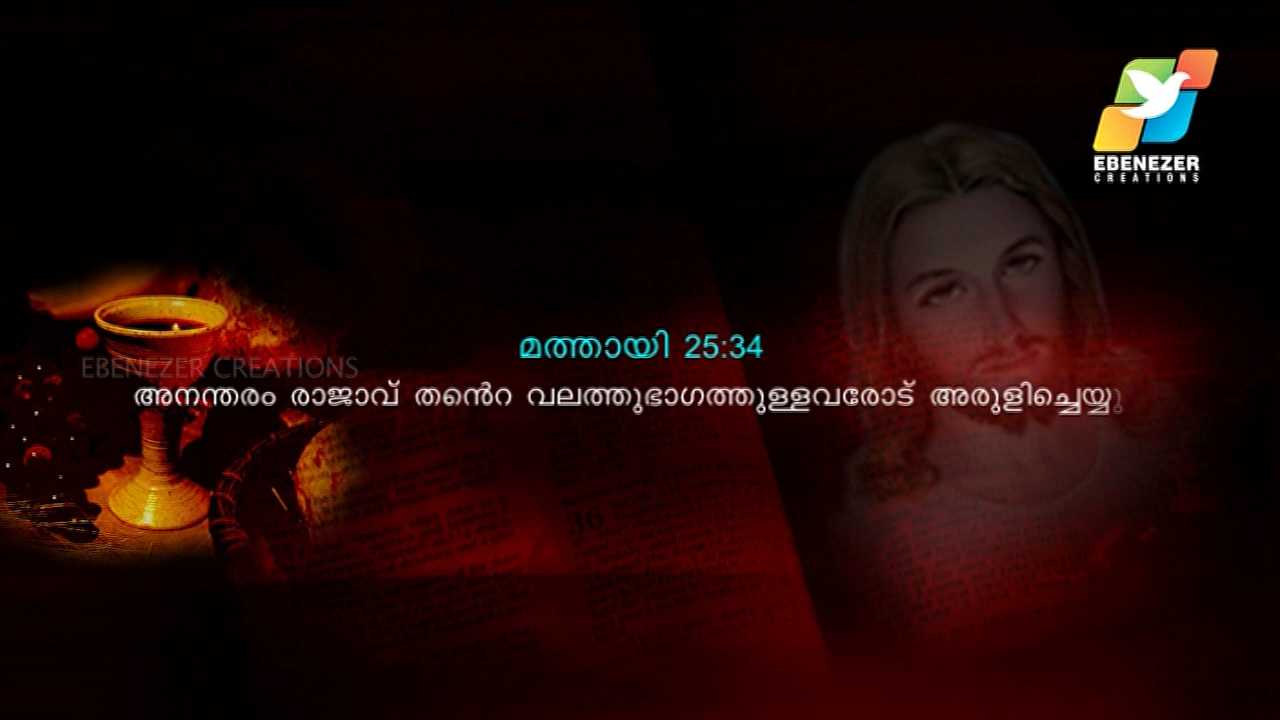 EBENEZER
CREATIONS
മത്തായി 25:34
EBENEZER CREATIONS
അനന്തരം രാജാവ് തൻെറ വലത്തുഭാഗത്തുള്ളവരോട് അരുളിച്ചെയ്യു